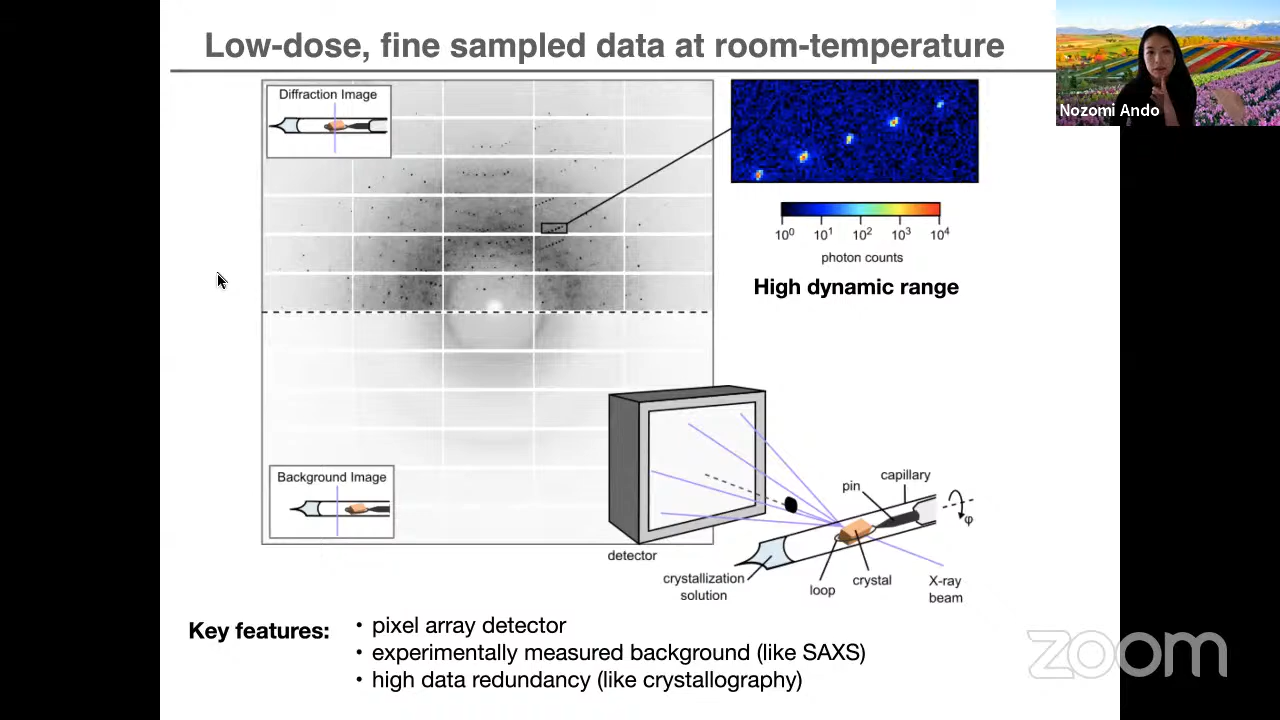 Low-dose, fine sampled data at room-temperature
Nozomi Ando
Diffraction Image
10⁰ 10¹ 10² 10³ 10⁴
photon counts
High dynamic range
Background Image
detector
crystallization
solution
loop
crystal
pin
capillary
φ
X-ray
beam
Key features:
• pixel array detector
• experimentally measured background (like SAXS)
• high data redundancy (like crystallography)
zoom